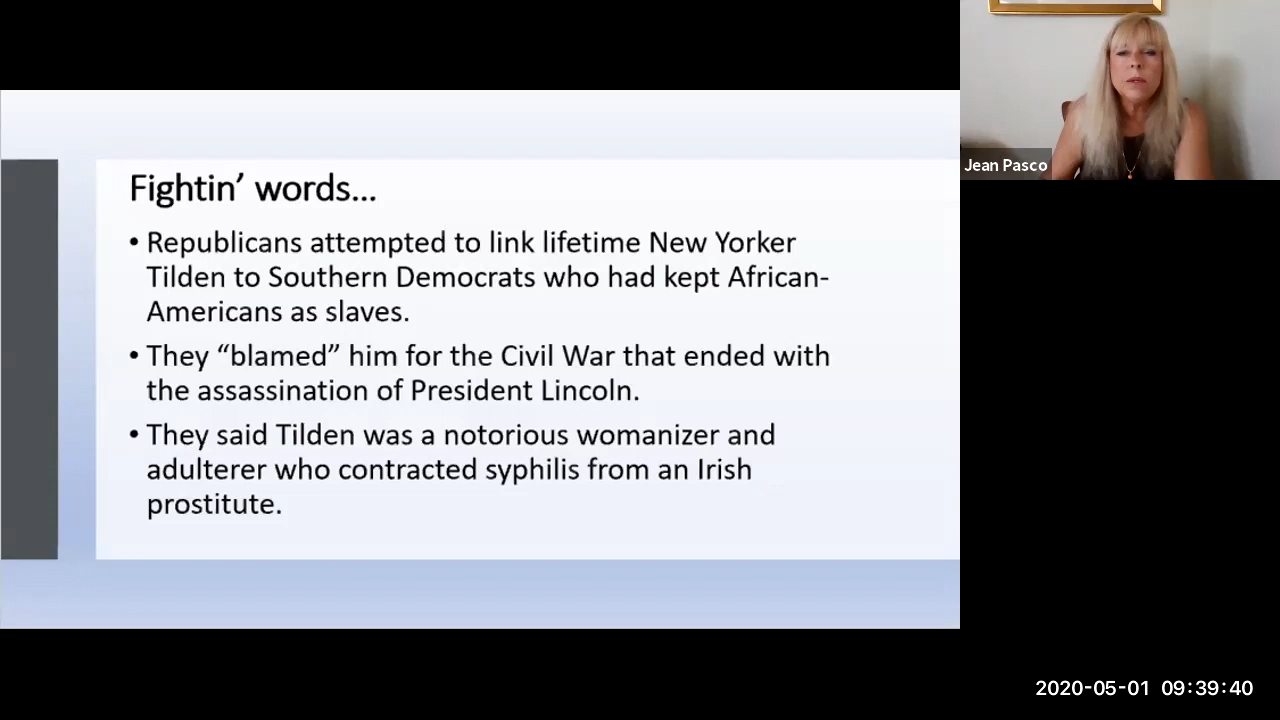 Fightin’ words...
• Republicans attempted to link lifetime New Yorker
Tilden to Southern Democrats who had kept African-
Americans as slaves.
• They “blamed” him for the Civil War that ended with
the assassination of President Lincoln.
• They said Tilden was a notorious womanizer and
adulterer who contracted syphilis from an Irish
prostitute.
Jean Pasco
2020-05-01 09:39:40